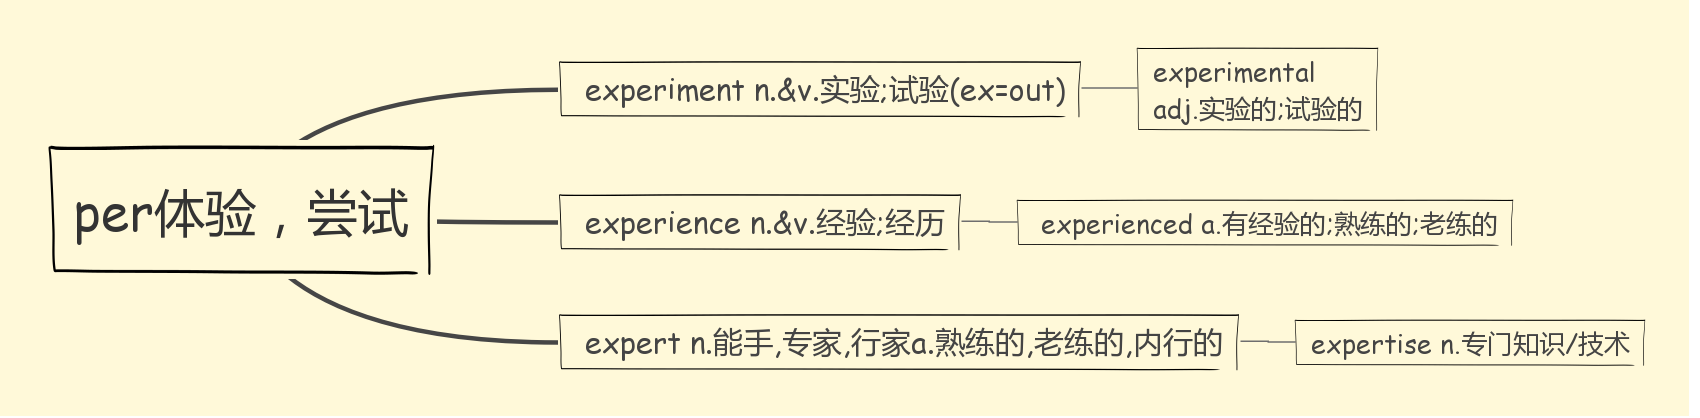 per体验，尝试
experiment n.&v.实验;试验(ex=out)
experimental
adj.实验的;试验的
experience n.&v.经验;经历
experienced a.有经验的;熟练的;老练的
expert n.能手,专家,行家a.熟练的,老练的,内行的
expertise n.专门知识/技术